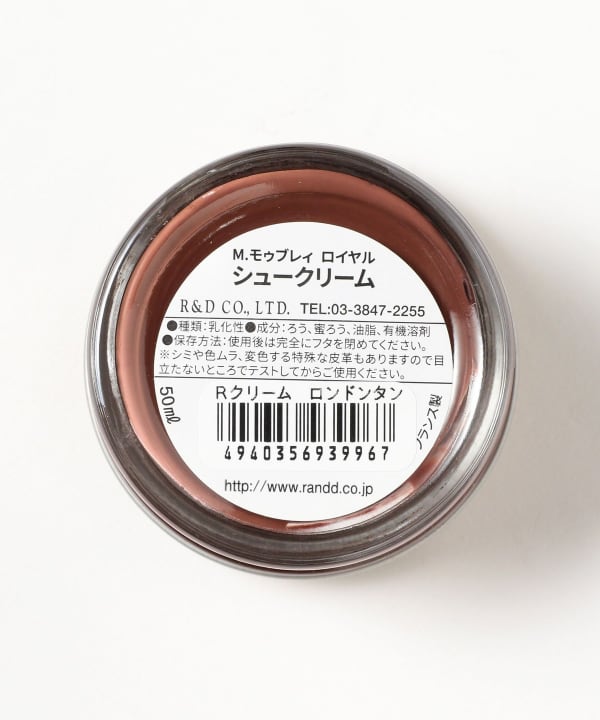 M.モゥブレィ ロイヤル
シュークリーム
R&D CO., LTD. TEL:03-3847-2255
●種類:乳化性●成分:ろう、蜜ろう、油脂、有機溶剤
●保存方法:使用後は完全にフタを閉めてください。
※シミや色ムラ、変色する特殊な皮革もありますので目
立たないところでテストしてからご使用ください。
50㎖
Rクリーム ロンドンタン
フランス製
4940356939967
http://www.randd.co.jp